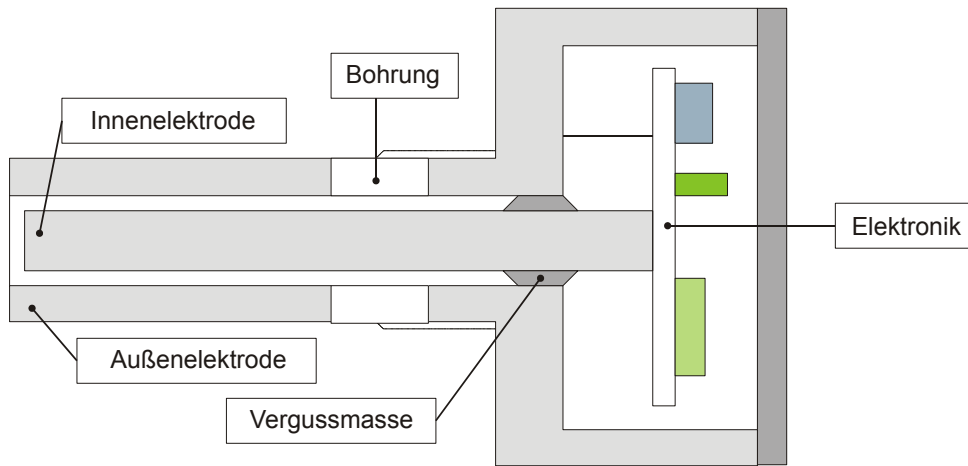 Bohrung
Innenelektrode
Elektronik
Außenelektrode
Vergussmasse